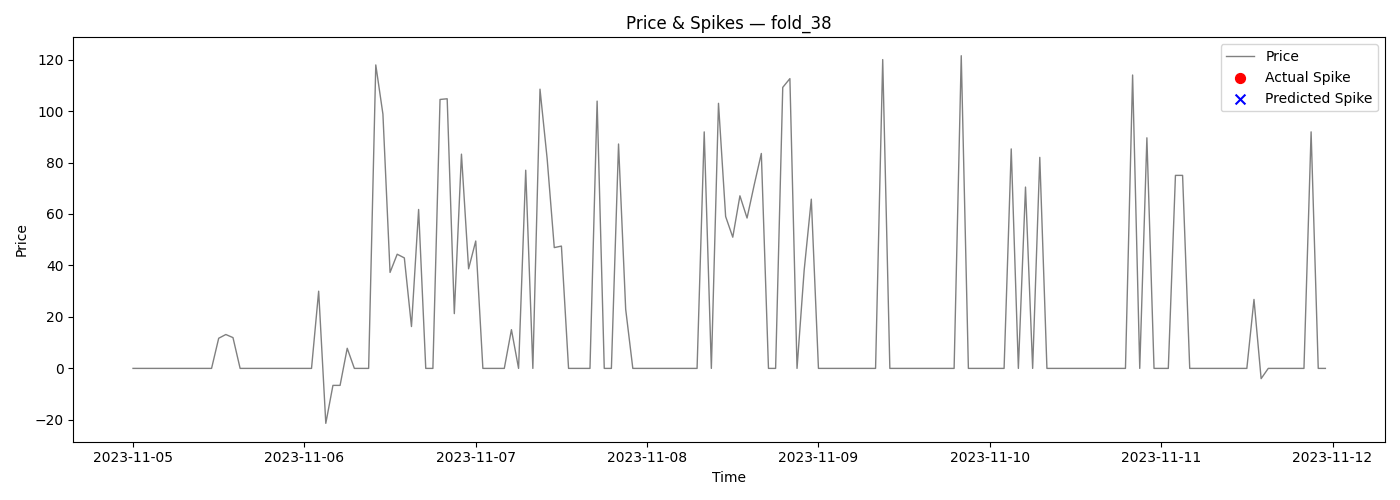 Price & Spikes — fold_38
Price
Actual Spike
Predicted Spike
120
100
80
60
40
20
0
−20
Price
2023-11-05
2023-11-06
2023-11-07
2023-11-08
2023-11-09
2023-11-10
2023-11-11
2023-11-12
Time